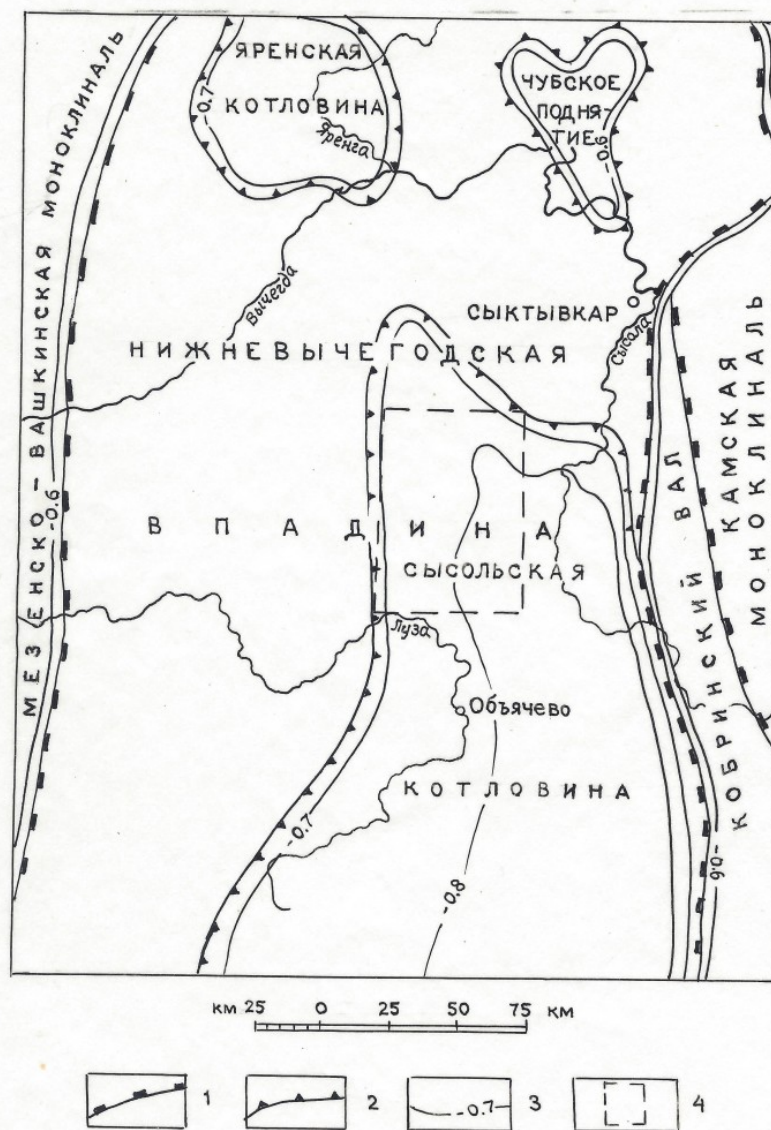 МЕЗЕНСКО - ВАШКИНСКАЯ МОНОКЛИНАЛЬ
-0.6
ЯРЕНСКАЯ
КОТЛОВИНА
-0.7
Яренга
ЧУБСКОЕ
ПОДНЯ-
ТИЕ
-0.6
Вычегда
СЫКТЫВКАР
Сысола
НИЖНЕВЫЧЕГОДСКАЯ
ВПАДИНА
СЫСОЛЬСКАЯ
КОТЛОВИНА
Луза
Объячево
-0.7
-0.8
КОБРИНСКИЙ ВАЛ
-0.6
КАМСКАЯ
МОНОКЛИНАЛЬ
км 25 0 25 50 75 км
1
2
-0.7
3
4